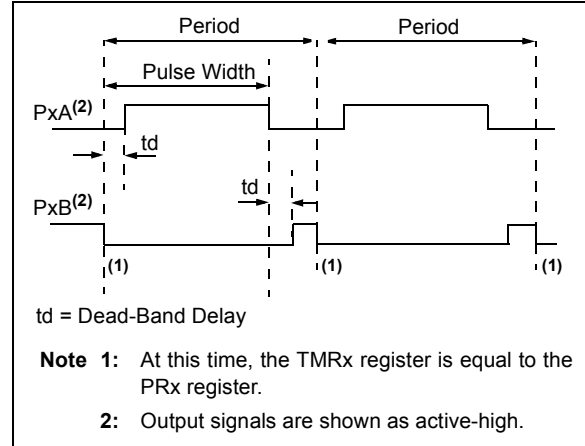 Period Period
Pulse Width
PxA(2)
td
td
PxB(2)
(1) (1) (1)
td = Dead-Band Delay
Note 1: At this time, the TMRx register is equal to the
PRx register.
2: Output signals are shown as active-high.